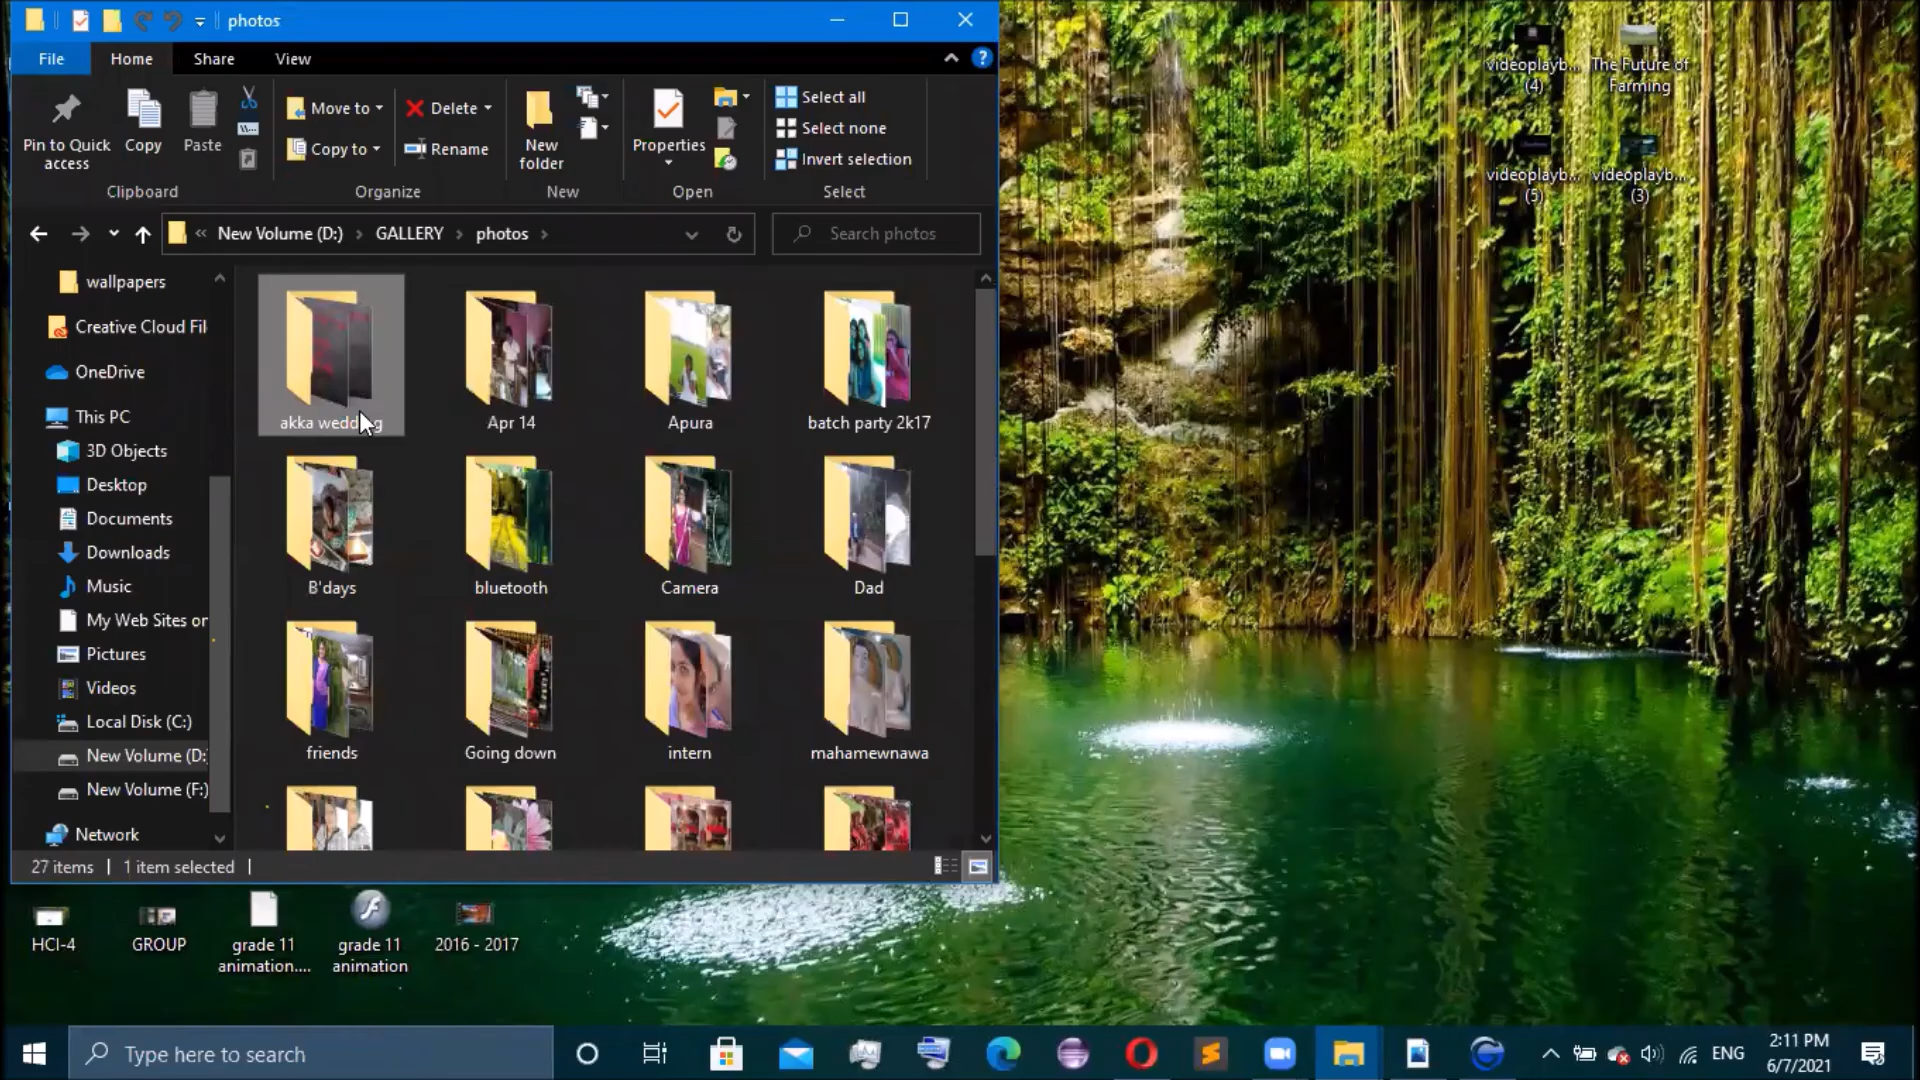 photos
File Home Share View
Pin to Quick access
Copy
Paste
Move to
Copy to
Delete
Rename
New folder
Properties
Select all
Select none
Invert selection
Clipboard Organize New Open Select
« New Volume (D:) › GALLERY › photos ›
Search photos
wallpapers
Creative Cloud Fil
OneDrive
This PC
3D Objects
Desktop
Documents
Downloads
Music
My Web Sites or
Pictures
Videos
Local Disk (C:)
New Volume (D:
New Volume (F:)
Network
akka wedding
Apr 14
Apura
batch party 2k17
B'days
bluetooth
Camera
Dad
friends
Going down
intern
mahamewnawa
27 items
1 item selected
videoplayb... (4)
The Future of Farming
videoplayb... (5)
videoplayb... (3)
HCI-4
GROUP
grade 11 animation....
grade 11 animation
2016 - 2017
Type here to search
ENG
2:11 PM
6/7/2021